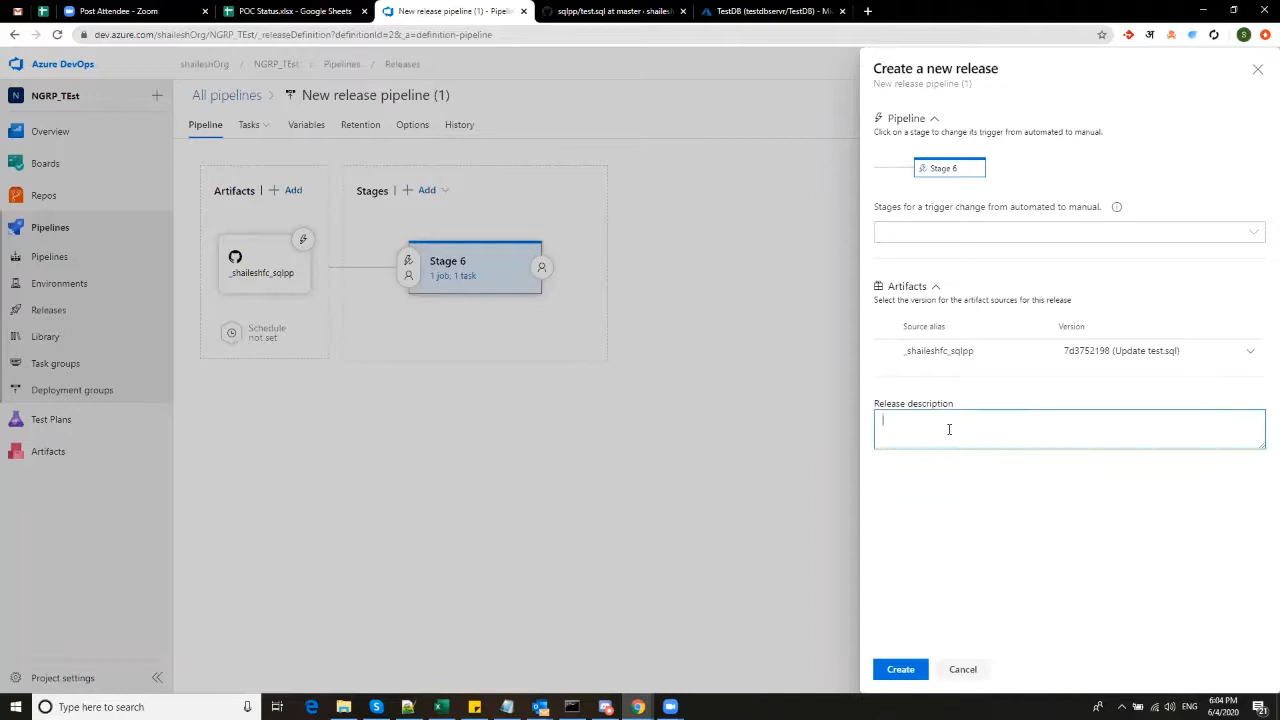 Post Attendee - Zoom
POC Status.xlsx - Google Sheets
New release pipeline (1) - Pipelin
sqlpp/test.sql at master · shailesh
TestDB (testdbservr/TestDB) - Mi
dev.azure.com/shaileshOrg/NGRP_TEst/_releaseDefinition?definitionId=2&_a=definition-pipeline
Azure DevOps
shaileshOrg
NGRP_TEst
Pipelines
Releases
N
NGRP_TEst
All pipelines
New release pipeline (1)
Pipeline
Tasks
Variables
Retention
Options
History
Overview
Boards
Repos
Pipelines
Pipelines
Environments
Releases
Library
Task groups
Deployment groups
Test Plans
Artifacts
Project settings
Artifacts | + Add
Stages | + Add
_shaileshfc_sqlpp
Schedule
not set
Stage 6
1 job, 1 task
Create a new release
New release pipeline (1)
Pipeline
Click on a stage to change its trigger from automated to manual.
Stage 6
Stages for a trigger change from automated to manual.
Artifacts
Select the version for the artifact sources for this release
Source alias
Version
_shaileshfc_sqlpp
7d3752198 (Update test.sql)
Release description
Create
Cancel
Type here to search
ENG
6:04 PM
6/4/2020
21